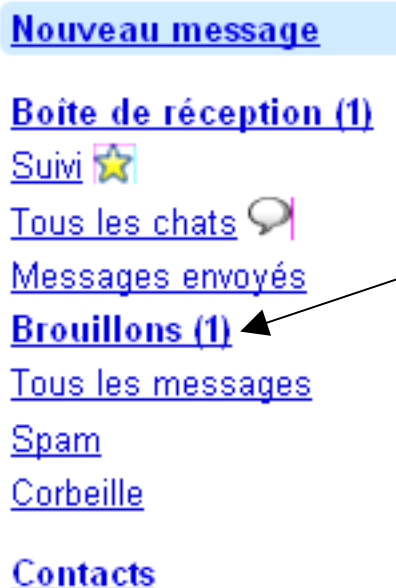 Nouveau message
Boîte de réception (1)
Suivi
Tous les chats
Messages envoyés
Brouillons (1)
Tous les messages
Spam
Corbeille
Contacts